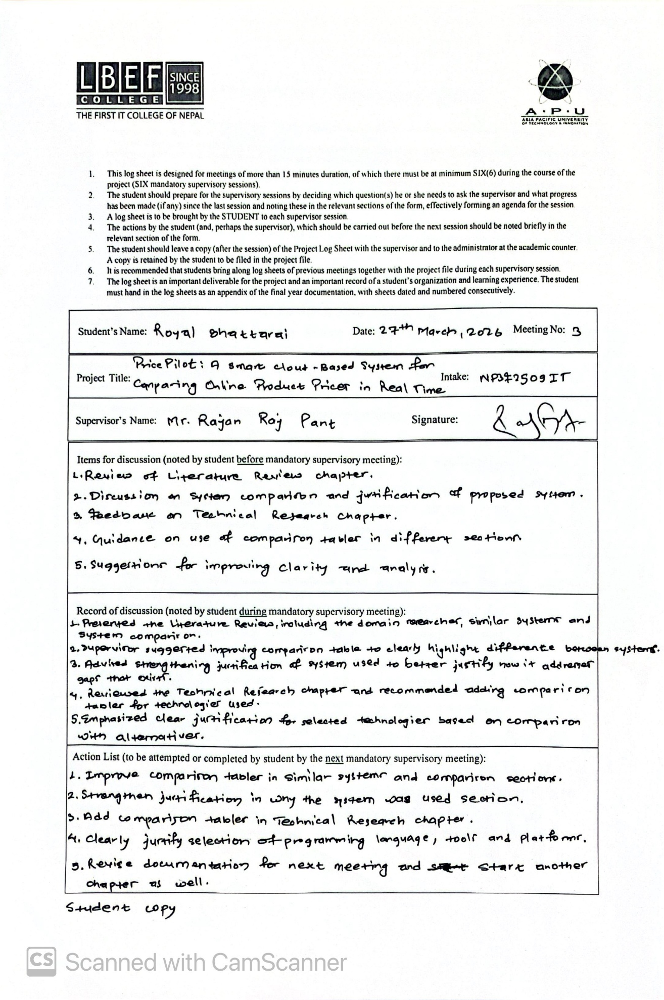 LBEF
COLLEGE
SINCE
1998
THE FIRST IT COLLEGE OF NEPAL
A·P·U
ASIA PACIFIC UNIVERSITY
OF TECHNOLOGY & INNOVATION
1. This log sheet is designed for meetings of more than 15 minutes duration, of which there must be at minimum SIX(6) during the course of the
project (SIX mandatory supervisory sessions).
2. The student should prepare for the supervisory sessions by deciding which question(s) he or she needs to ask the supervisor and what progress
has been made (if any) since the last session and noting these in the relevant sections of the form, effectively forming an agenda for the session.
3. A log sheet is to be brought by the STUDENT to each supervisor session.
4. The actions by the student (and, perhaps the supervisor), which should be carried out before the next session should be noted briefly in the
relevant section of the form.
5. The student should leave a copy (after the session) of the Project Log Sheet with the supervisor and to the administrator at the academic counter.
A copy is retained by the student to be filed in the project file.
6. It is recommended that students bring along log sheets of previous meetings together with the project file during each supervisory session.
7. The log sheet is an important deliverable for the project and an important record of a student's organization and learning experience. The student
must hand in the log sheets as an appendix of the final year documentation, with sheets dated and numbered consecutively.
Student's Name: Royal Bhattarai Date: 27th March, 2026 Meeting No: 3
Project Title: PricePilot: A Smart Cloud-Based System for
Comparing Online Product Prices in Real Time Intake:
Supervisor's Name: Mr. Rajan Raj Pant Signature:
Items for discussion (noted by student before mandatory supervisory meeting):
1. Review of Literature Review chapter.
2. Discussion on system comparison and justification of proposed system.
3. Feedback on Technical Research chapter.
4. Guidance on use of comparison tables in different sections
5. Suggestions for improving clarity and analysis.
Record of discussion (noted by student during mandatory supervisory meeting):
1. Presented the Literature Review, including the domain researches, similar systems and
system comparison.
2. Supervisor suggested improving comparison table to clearly highlight difference between systems.
3. Advised strengthening justification of system used to better justify how it addresses
gaps that exist.
4. Reviewed the Technical Research chapter and recommended adding comparison
tables for technologies used.
5. Emphasized clear justification for selected technologies based on comparison
with alternatives.
Action List (to be attempted or completed by student by the next mandatory supervisory meeting):
1. Improve comparison tables in similar systems and comparison sections.
2. Strengthen justification in why the system was used section.
3. Add comparison tables in Technical Research chapter.
4. Clearly justify selection of programming language, tools and platforms.
5. Revise documentation for next meeting and start another
chapter as well.
Student copy
CS Scanned with CamScanner